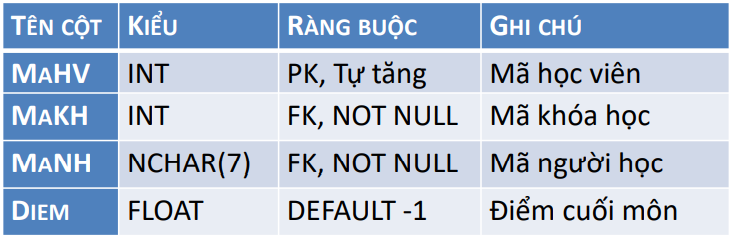 TÊN CỘT KIỂU RÀNG BUỘC GHI CHÚ
MAHV INT PK, Tự tăng Mã học viên
MAKH INT FK, NOT NULL Mã khóa học
MANH NCHAR(7) FK, NOT NULL Mã người học
DIEM FLOAT DEFAULT -1 Điểm cuối môn